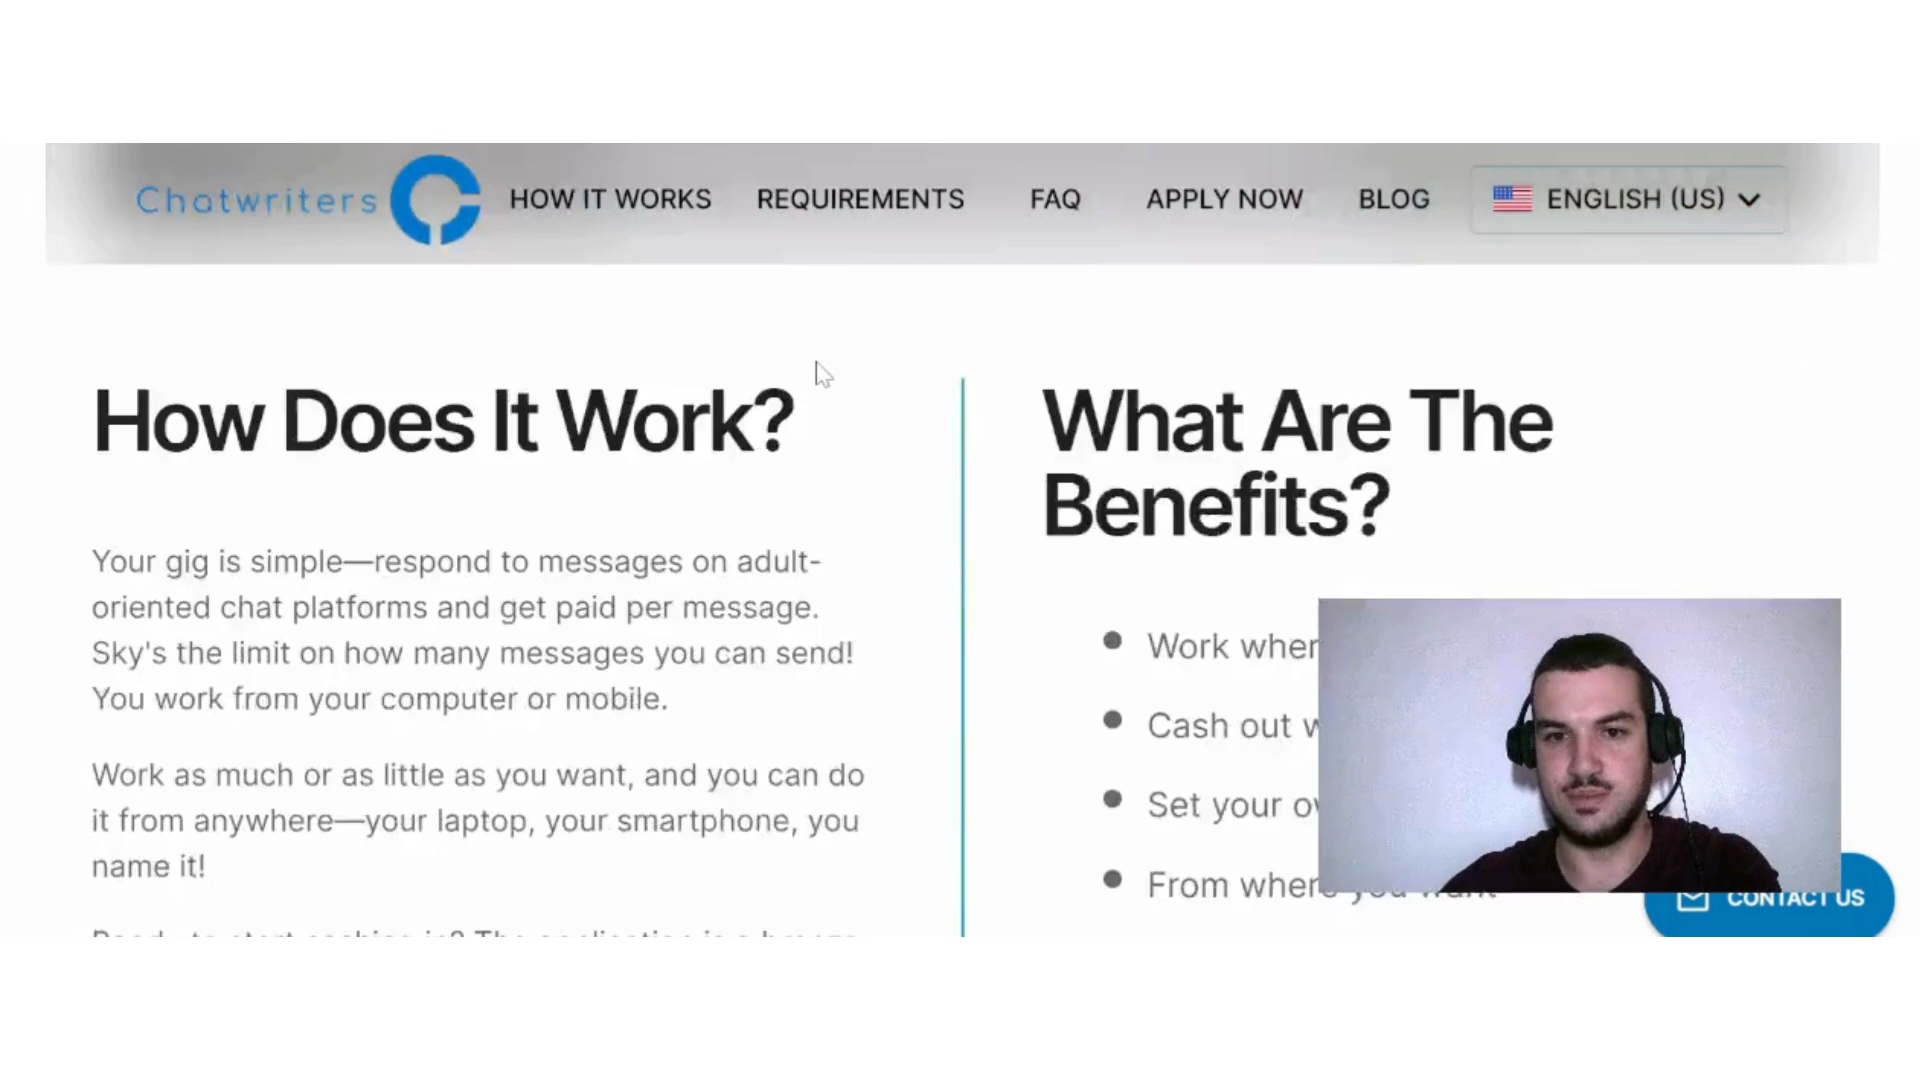 Chatwriters
HOW IT WORKS
REQUIREMENTS
FAQ
APPLY NOW
BLOG
ENGLISH (US)
How Does It Work?
Your gig is simple—respond to messages on adult-
oriented chat platforms and get paid per message.
Sky's the limit on how many messages you can send!
You work from your computer or mobile.
Work as much or as little as you want, and you can do
it from anywhere—your laptop, your smartphone, you
name it!
What Are The
Benefits?
Work
Cash out
Set your
From where you want
CONTACT US